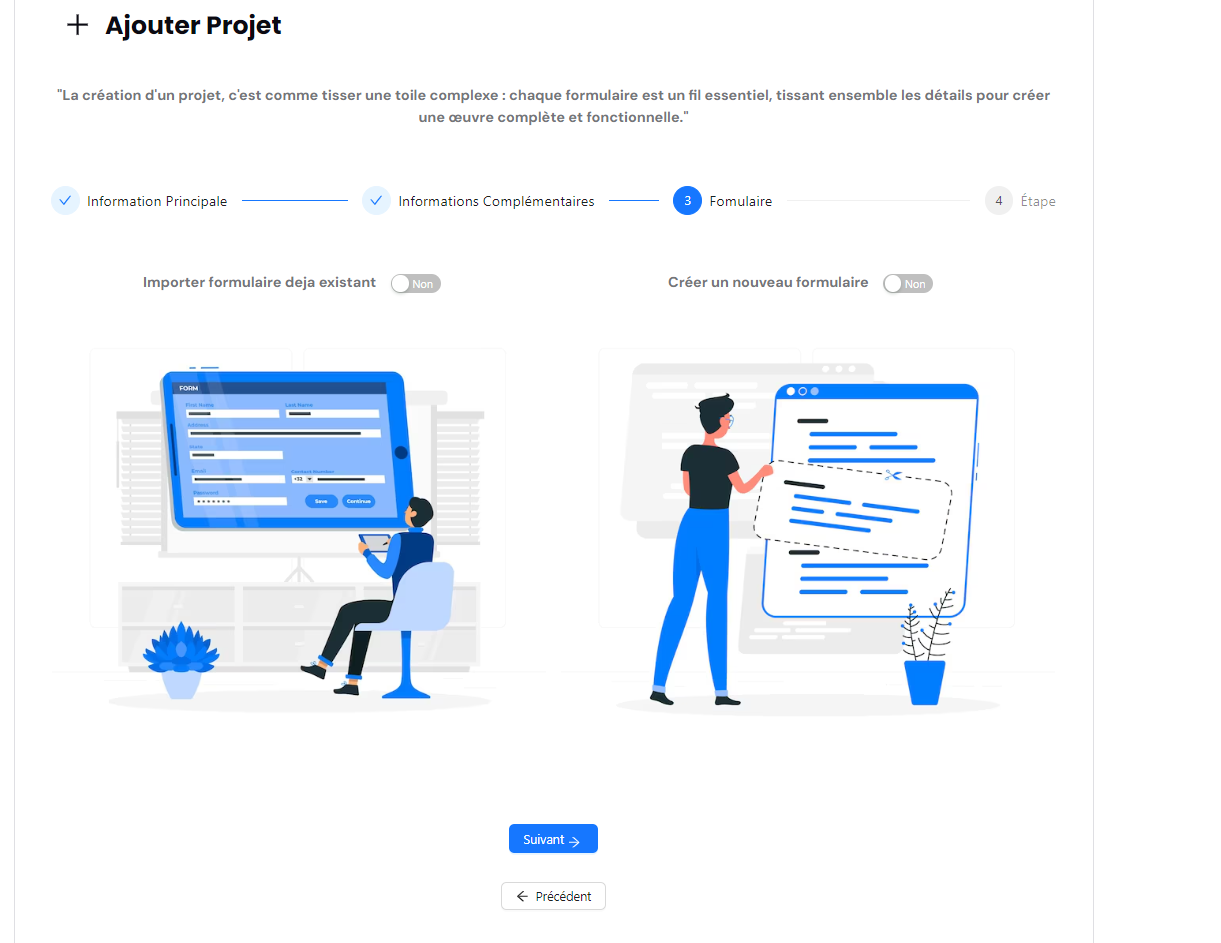 Ajouter Projet
"La création d'un projet, c'est comme tisser une toile complexe : chaque formulaire est un fil essentiel, tissant ensemble les détails pour créer
une œuvre complète et fonctionnelle."
Information Principale
Informations Complémentaires
3 Fomulaire
4 Étape
Importer formulaire deja existant Non
Créer un nouveau formulaire Non
FORM
First Name Last Name
Address
Email Contact Number
+32
Password
Save Continue
Suivant
Précédent